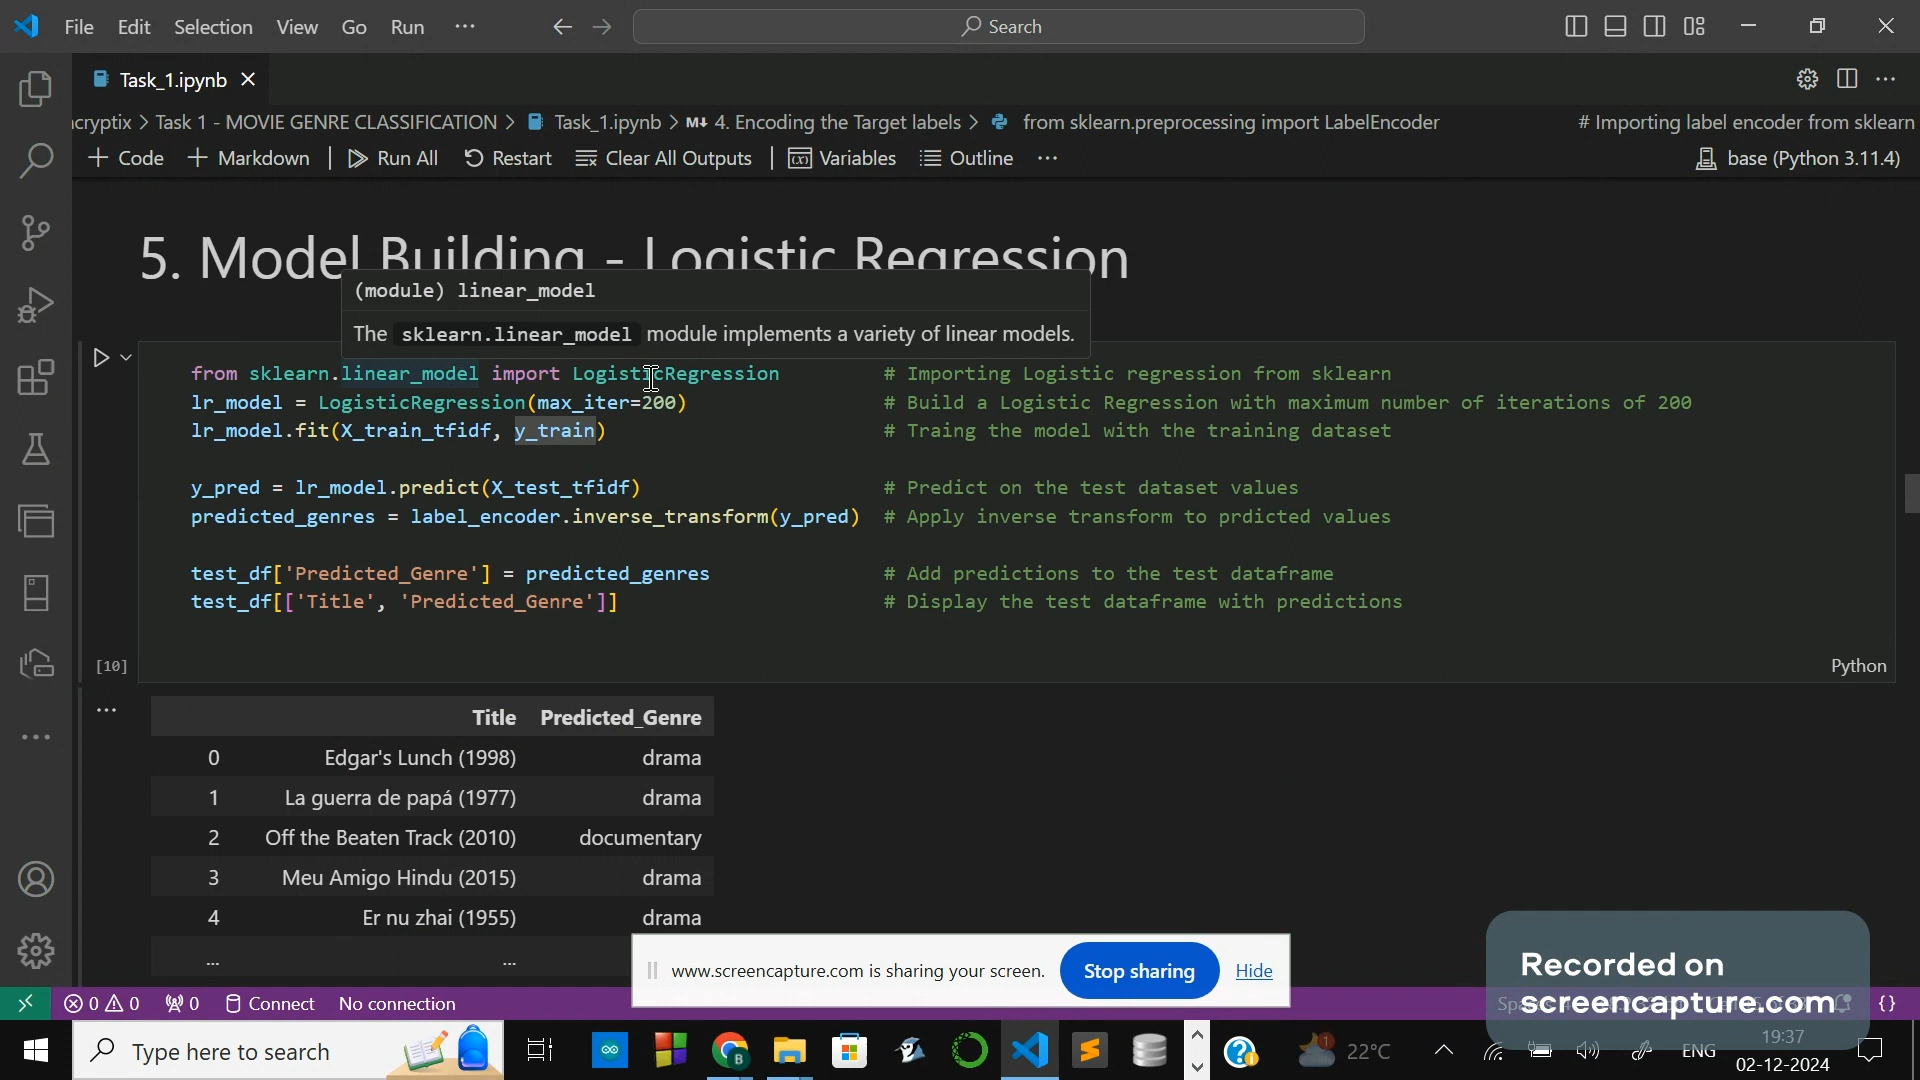 File Edit Selection View Go Run ··· Search
Task_1.ipynb
cryptix > Task 1 - MOVIE GENRE CLASSIFICATION > Task_1.ipynb > M↓ 4. Encoding the Target labels > from sklearn.preprocessing import LabelEncoder # Importing label encoder from sklearn
+ Code + Markdown | Run All Restart Clear All Outputs | Variables Outline ··· base (Python 3.11.4)
5. Model Building - Logistic Regression
(module) linear_model
The sklearn.linear_model module implements a variety of linear models.
from sklearn.linear_model import LogisticRegression # Importing Logistic regression from sklearn
lr_model = LogisticRegression(max_iter=200) # Build a Logistic Regression with maximum number of iterations of 200
lr_model.fit(X_train_tfidf, y_train) # Traing the model with the training dataset
y_pred = lr_model.predict(X_test_tfidf) # Predict on the test dataset values
predicted_genres = label_encoder.inverse_transform(y_pred) # Apply inverse transform to prdicted values
test_df['Predicted_Genre'] = predicted_genres # Add predictions to the test dataframe
test_df[['Title', 'Predicted_Genre']] # Display the test dataframe with predictions
[10] Python
Title Predicted_Genre
0 Edgar's Lunch (1998) drama
1 La guerra de papá (1977) drama
2 Off the Beaten Track (2010) documentary
3 Meu Amigo Hindu (2015) drama
4 Er nu zhai (1955) drama
... ...
www.screencapture.com is sharing your screen. Stop sharing Hide
Recorded on
screencapture.com
0 0 0 Connect No connection {}
Type here to search 1 22°C ENG 19:37
02-12-2024